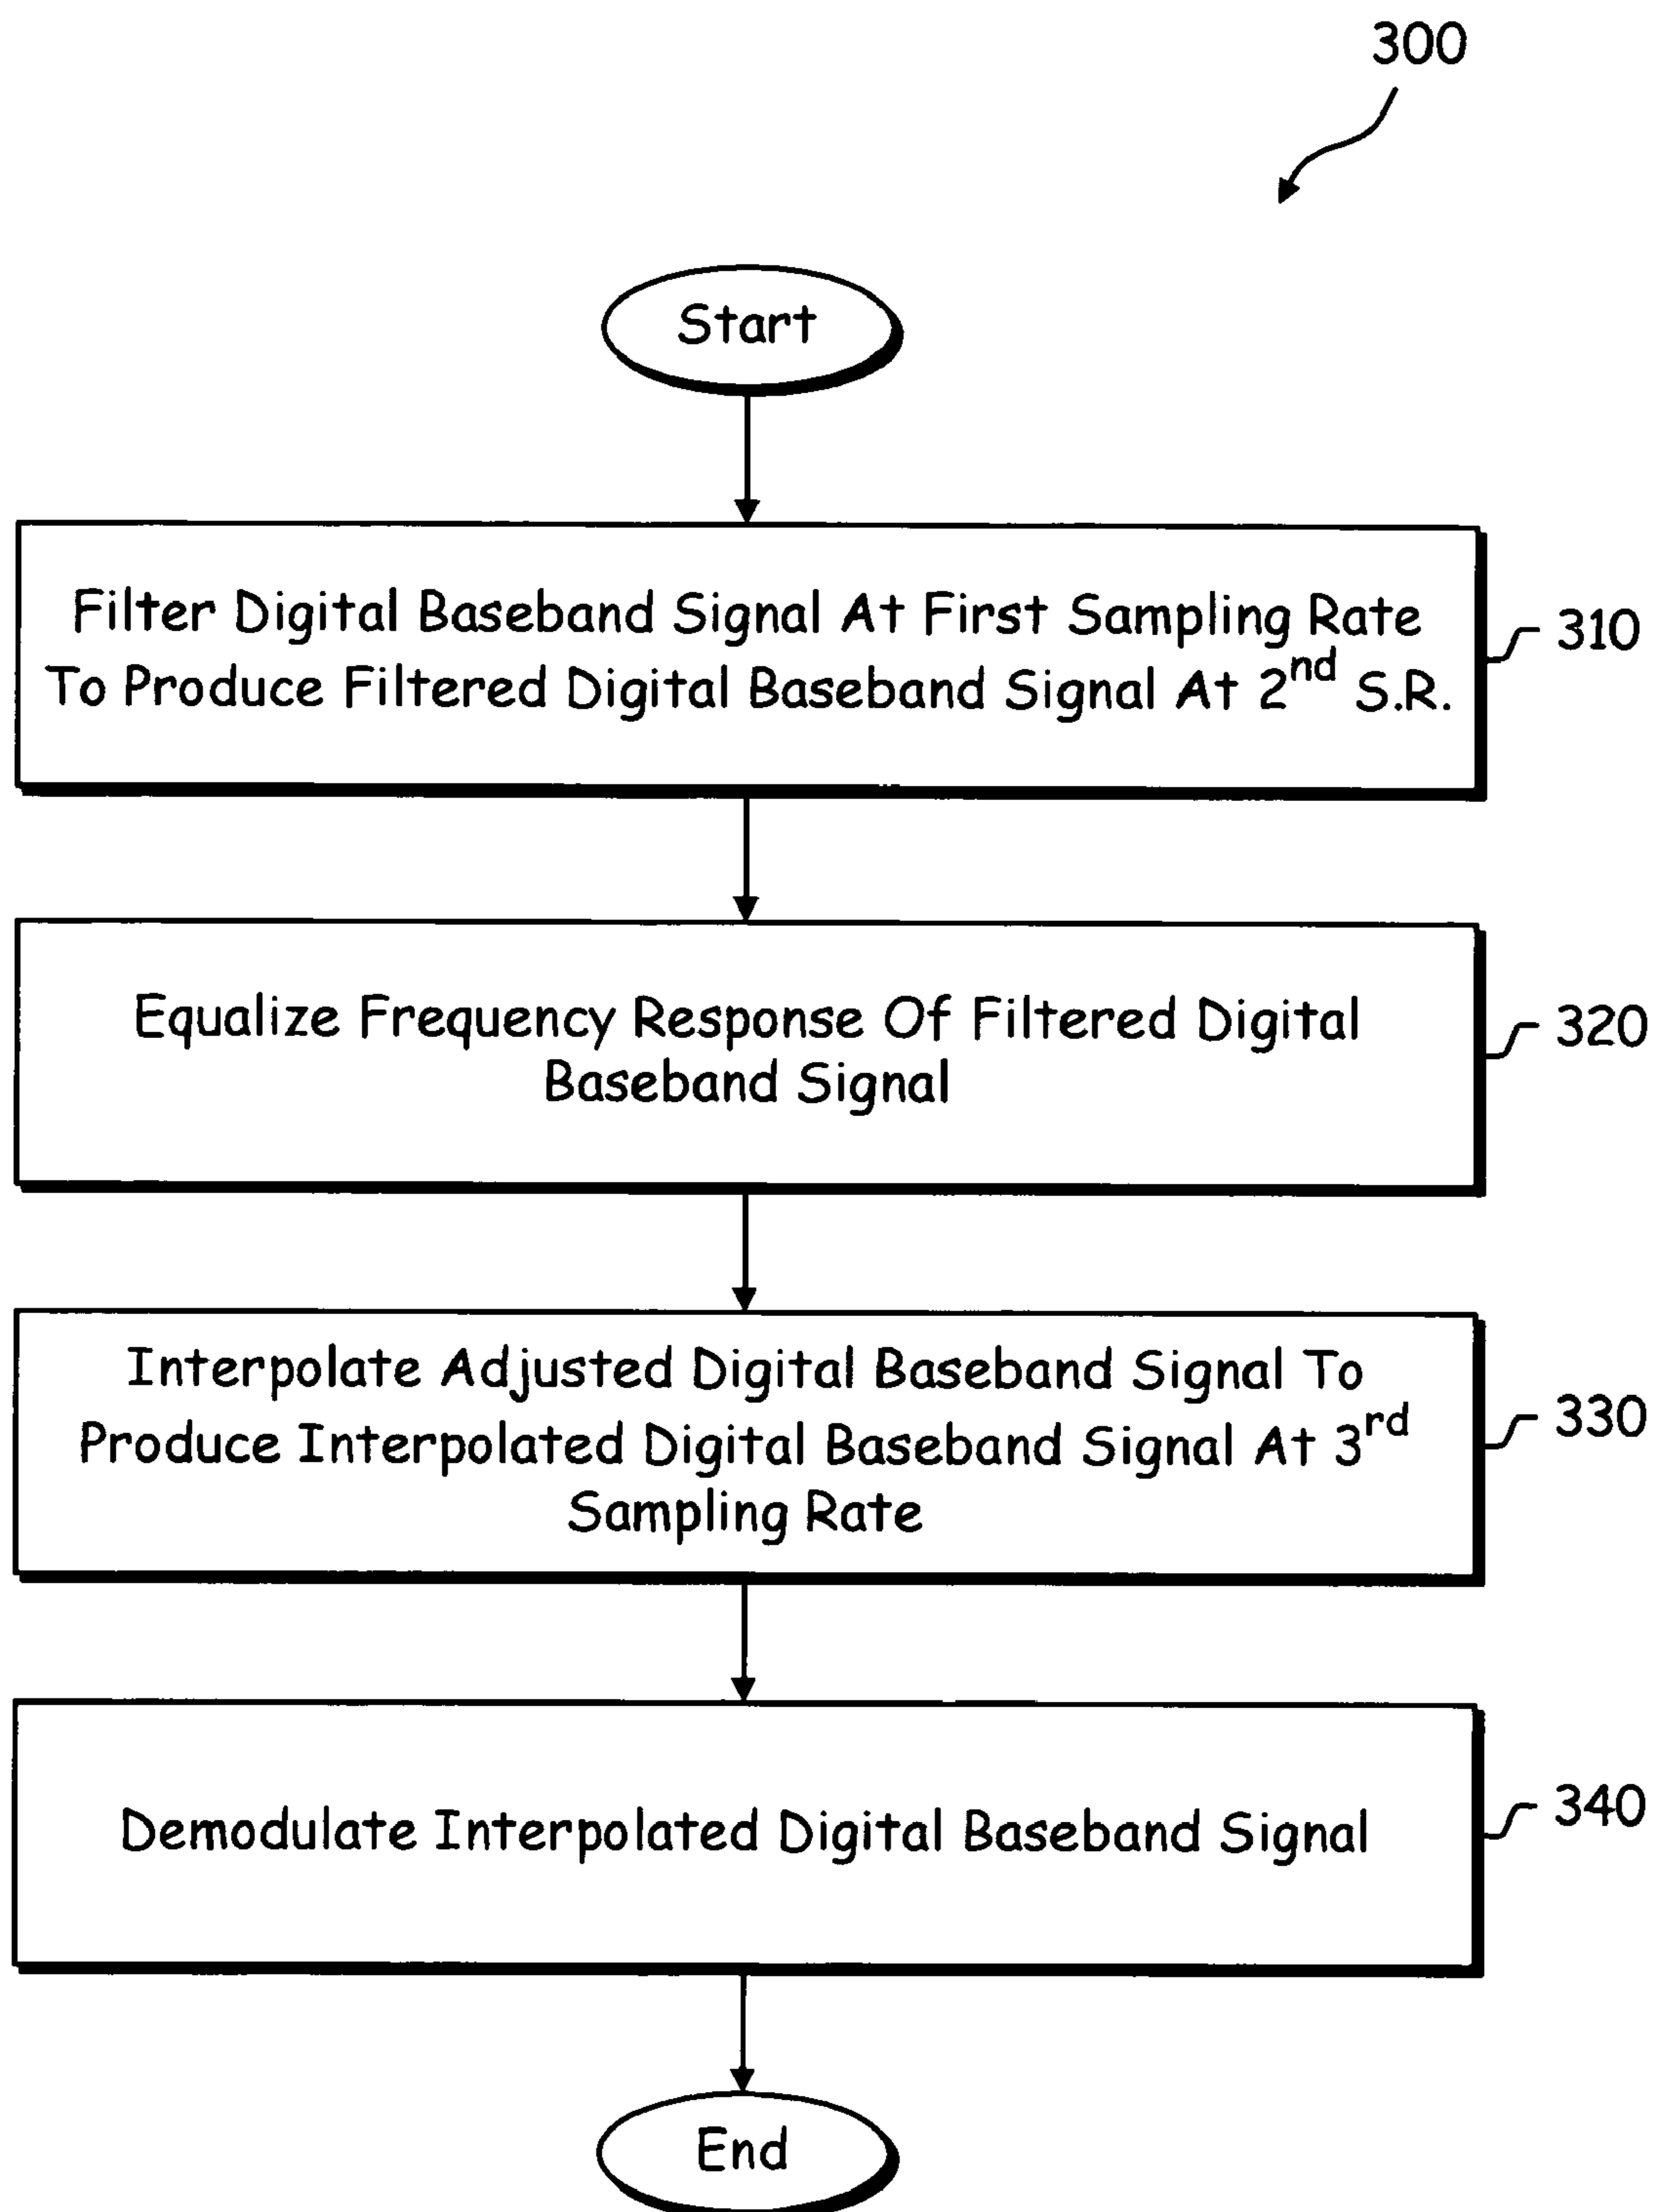 300
Start
Filter Digital Baseband Signal At First Sampling Rate
To Produce Filtered Digital Baseband Signal At 2nd S.R.
310
Equalize Frequency Response Of Filtered Digital
Baseband Signal
320
Interpolate Adjusted Digital Baseband Signal To
Produce Interpolated Digital Baseband Signal At 3rd
Sampling Rate
330
Demodulate Interpolated Digital Baseband Signal
340
End